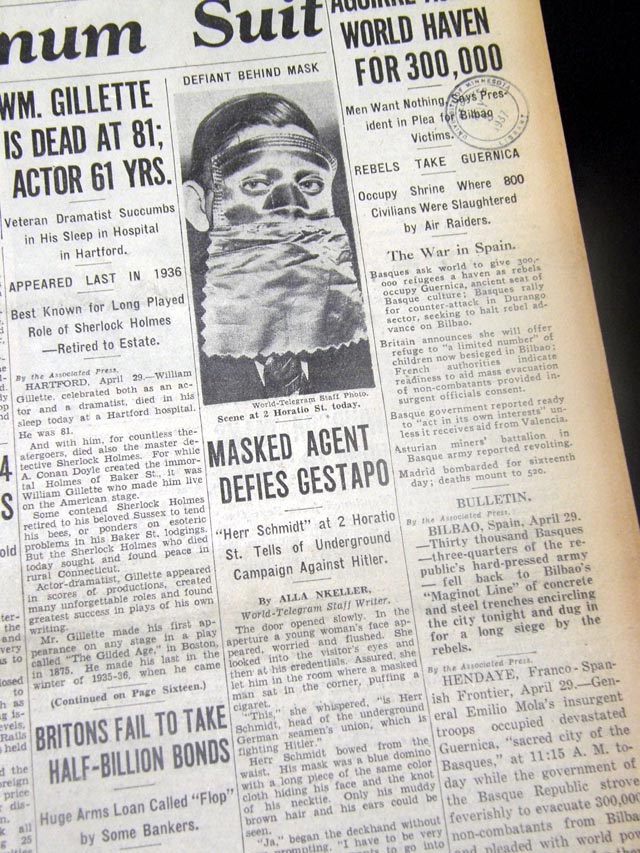 num Suit
WM. GILLETTE
IS DEAD AT 81;
ACTOR 61 YRS.
Veteran Dramatist Succumbs
in His Sleep in Hospital
in Hartford.
APPEARED LAST IN 1936
Best Known for Long Played
Role of Sherlock Holmes
—Retired to Estate.
By the Associated Press.
HARTFORD, April 29.—William
Gillette, celebrated both as an ac-
tor and a dramatist, died in his
sleep today at a Hartford hospital.
He was 81.
And with him, for countless the-
atergoers, died also the master de-
tective Sherlock Holmes. For while
A. Conan Doyle created the immor-
tal Holmes of Baker St., it was
William Gillette who made him live
on the American stage.
Some contend Sherlock Holmes
retired to his beloved Sussex to tend
his bees, or ponders on esoteric
problems in his Baker St. lodgings.
But the Sherlock Holmes who died
today sought and found peace in
rural Connecticut.
Actor-dramatist, Gillette appeared
in scores of productions, created
many unforgettable roles and found
greatest success in plays of his own
writing.
Mr. Gillette made his first ap-
pearance on any stage in a play
called "The Gilded Age," in Boston,
in 1875. He made his last in the
winter of 1935-36, when he came
(Continued on Page Sixteen.)
BRITONS FAIL TO TAKE
HALF-BILLION BONDS
Huge Arms Loan Called "Flop"
by Some Bankers.
DEFIANT BEHIND MASK
World-Telegram Staff Photo.
Scene at 2 Horatio St. today.
MASKED AGENT
DEFIES GESTAPO
"Herr Schmidt" at 2 Horatio
St. Tells of Underground
Campaign Against Hitler.
By ALLA NKELLER,
World-Telegram Staff Writer.
The door opened slowly. In the
aperture a young woman's face ap-
peared, worried and flushed. She
looked into the visitor's eyes and
then at his credentials. Assured, she
let him in the room where a masked
man sat in the corner, puffing a
cigaret.
"This," she whispered, "is Herr
Schmidt, head of the underground
German seamen's union, which is
fighting Hitler."
Herr Schmidt bowed from the
waist. His mask was a blue domino
with a long piece of the same color
cloth hiding his face and the knot
of his necktie. Only his muddy
brown hair and his ears could be
seen.
"Ja," began the deckhand without
prompting. "I have to be very
to go into
WORLD HAVEN
FOR 300,000
Men Want Nothing, Says Pres-
ident in Plea for Bilbao
Victims.
REBELS TAKE GUERNICA
Occupy Shrine Where 800
Civilians Were Slaughtered
by Air Raiders.
The War in Spain.
Basques ask world to give 300,-
000 refugees a haven as rebels
occupy Guernica, ancient seat of
Basque culture; Basques rally
for counter-attack in Durango
sector, seeking to halt rebel ad-
vance on Bilbao.
Britain announces she will offer
refuge to "a limited number" of
children now besieged in Bilbao;
French authorities indicate
readiness to aid mass evacuation
of non-combatants provided in-
surgent officials consent.
Basque government reported ready
to "act in its own interests" un-
less it receives aid from Valencia.
Asturian miners' battalion in
Basque army reported revolting.
Madrid bombarded for sixteenth
day; deaths mount to 520.
BULLETIN.
By the Associated Press.
BILBAO, Spain, April 29.
—Thirty thousand Basques
—three-quarters of the re-
public's hard-pressed army
— fell back to Bilbao's
"Maginot Line" of concrete
and steel trenches encircling
the city tonight and dug in
for a long siege by the
rebels.
By the Associated Press.
HENDAYE, Franco - Span-
ish Frontier, April 29.—Gen-
eral Emilio Mola's insurgent
troops occupied devastated
Guernica, "sacred city of the
Basques," at 11:15 A. M. to-
day while the government of
the Basque Republic strove
feverishly to evacuate 300,000
non-combatants from Bilbao
and pleaded with world